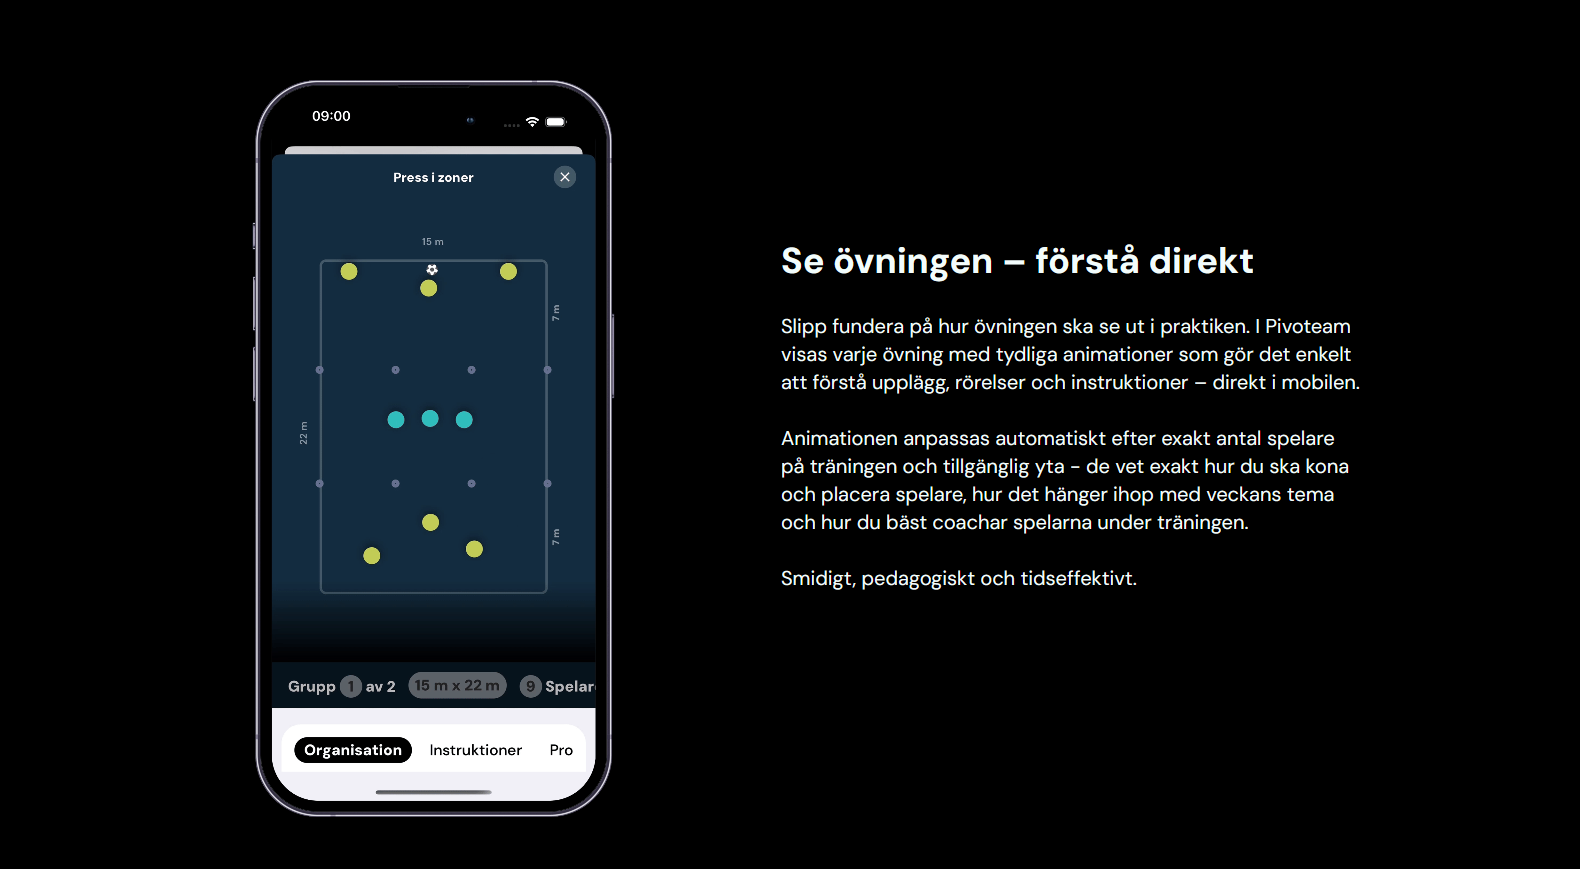 09:00
Press i zoner
15 m
7 m
22 m
7 m
Grupp 1 av 2 15 m x 22 m 9 Spelar
Organisation Instruktioner Pro
Se övningen – förstå direkt
Slipp fundera på hur övningen ska se ut i praktiken. I Pivoteam
visas varje övning med tydliga animationer som gör det enkelt
att förstå upplägg, rörelser och instruktioner – direkt i mobilen.
Animationen anpassas automatiskt efter exakt antal spelare
på träningen och tillgänglig yta - de vet exakt hur du ska kona
och placera spelare, hur det hänger ihop med veckans tema
och hur du bäst coachar spelarna under träningen.
Smidigt, pedagogiskt och tidseffektivt.